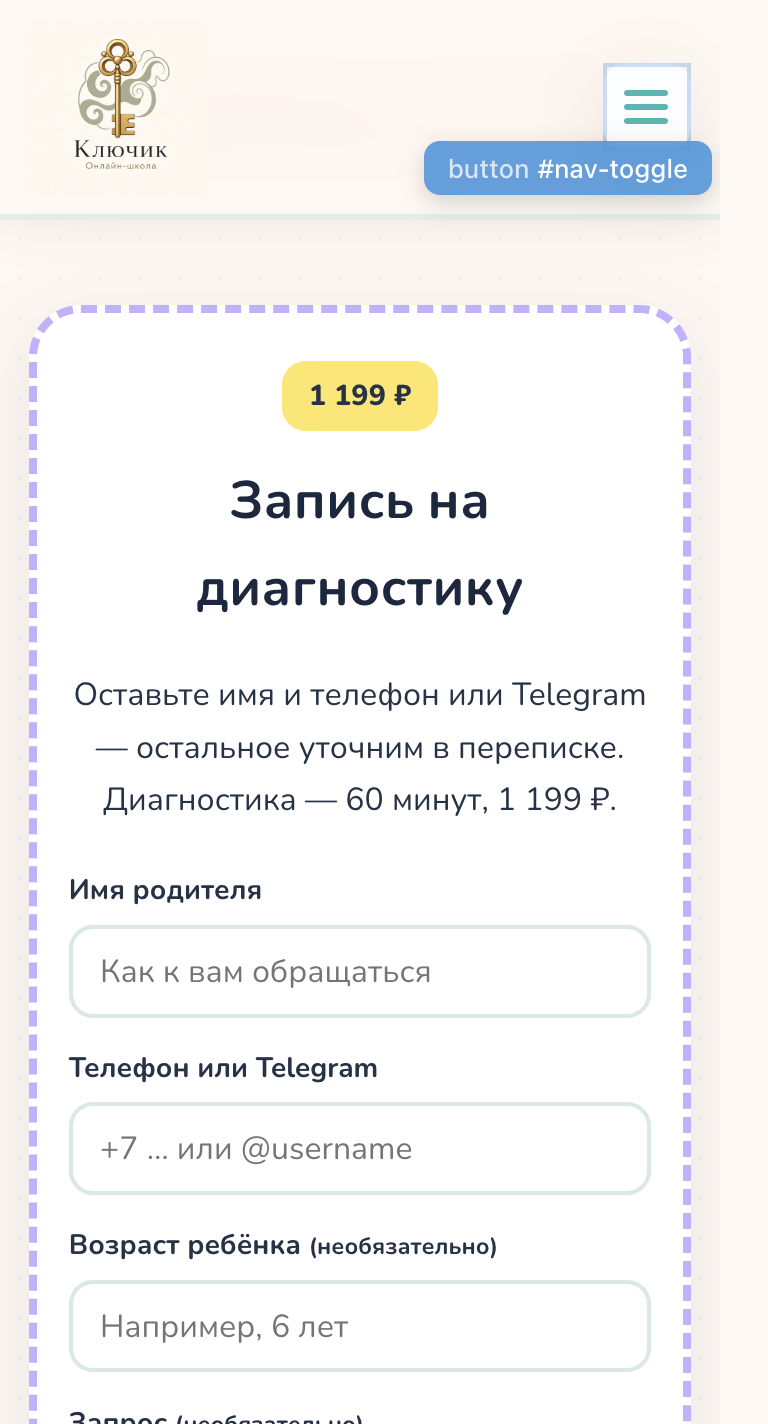 Ключик
Онлайн-школа
button #nav-toggle
1 199 ₽
Запись на
диагностику
Оставьте имя и телефон или Telegram
— остальное уточним в переписке.
Диагностика — 60 минут, 1 199 ₽.
Имя родителя
Как к вам обращаться
Телефон или Telegram
+7 ... или @username
Возраст ребёнка (необязательно)
Например, 6 лет
Запрос (необязательно)